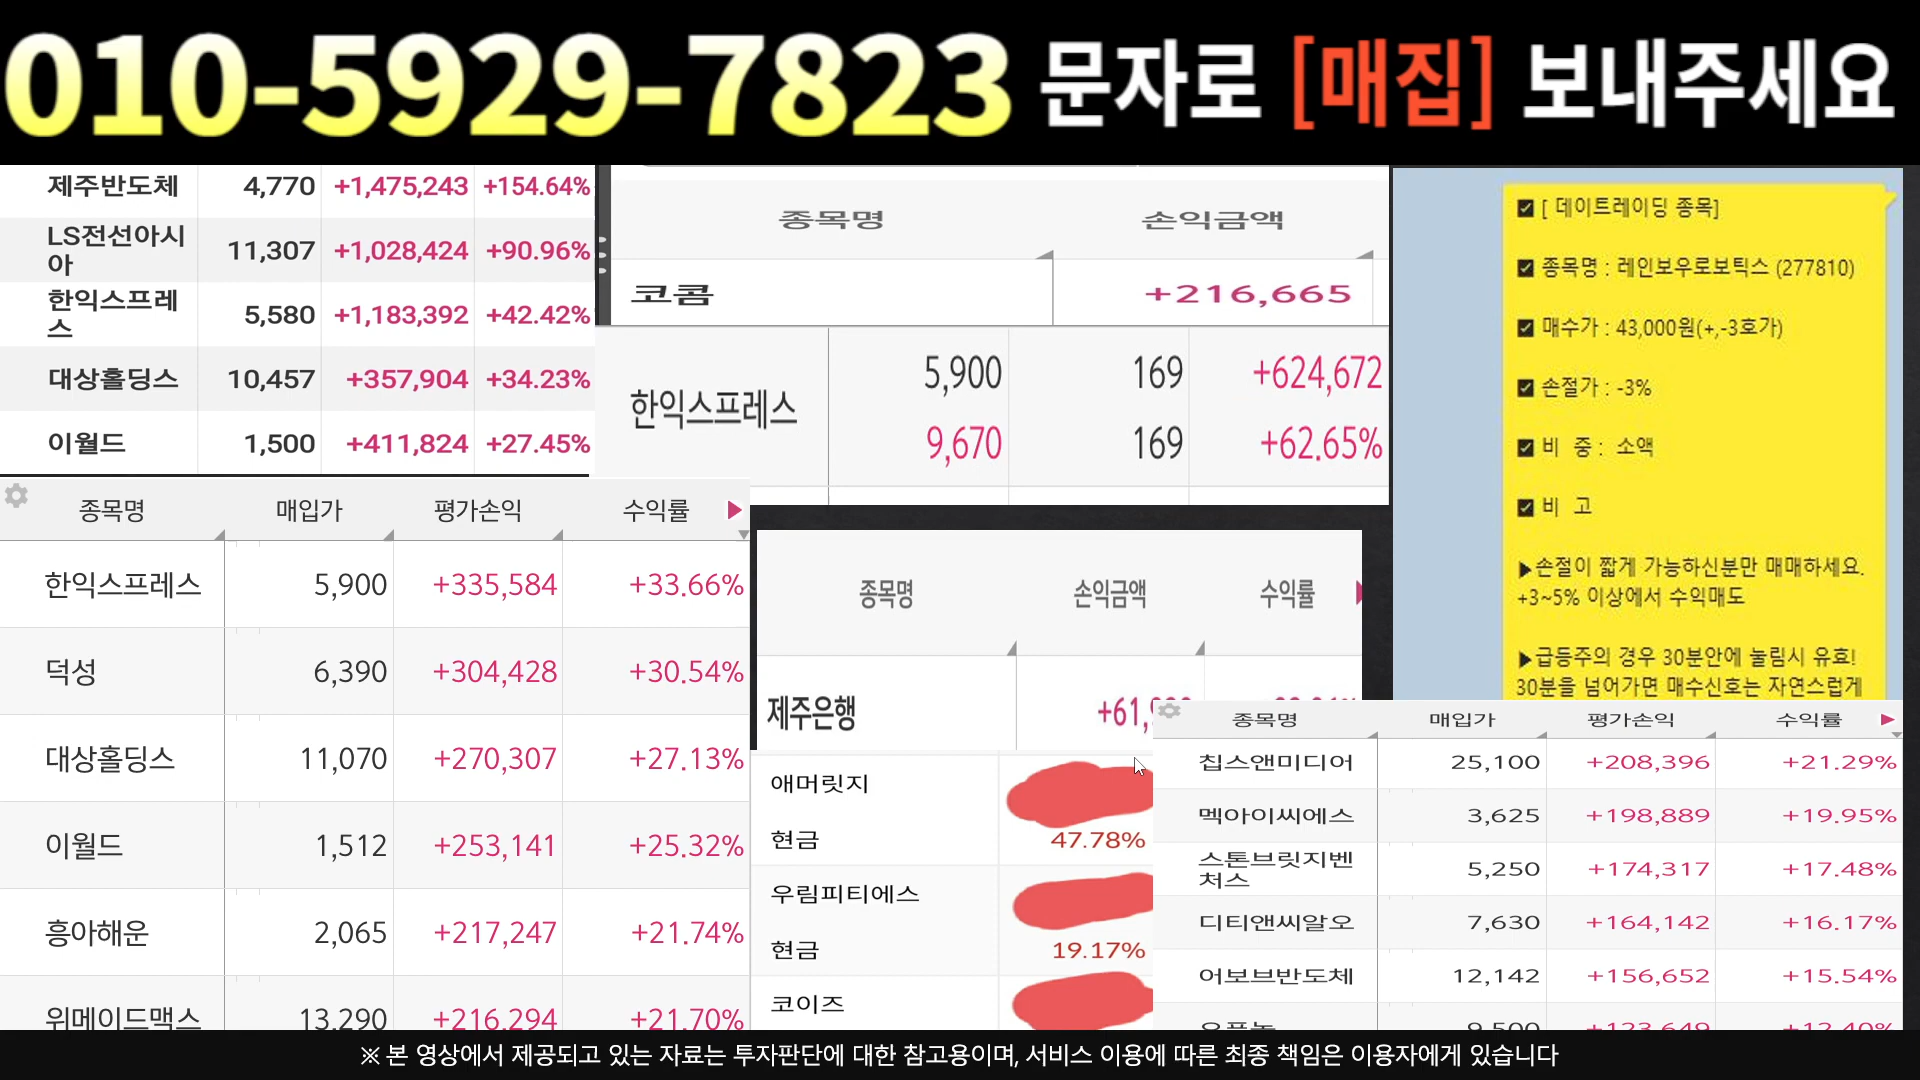 010-5929-7823 문자로 [매집] 보내주세요
제주반도체 4,770 +1,475,243 +154.64%
LS전선아시아 11,307 +1,028,424 +90.96%
한익스프레스 5,580 +1,183,392 +42.42%
대상홀딩스 10,457 +357,904 +34.23%
이월드 1,500 +411,824 +27.45%
종목명 손익금액
코콤 +216,665
한익스프레스 5,900 169 +624,672
9,670 169 +62.65%
☑ [ 데이트레이딩 종목]
☑ 종목명 : 레인보우로보틱스 (277810)
☑ 매수가 : 43,000원(+,-3호가)
☑ 손절가 : -3%
☑ 비 중 : 소액
☑ 비 고
▶손절이 짧게 가능하신분만 매매하세요.
+3~5% 이상에서 수익매도
▶급등주의 경우 30분안에 눌림시 유효!
30분을 넘어가면 매수신호는 자연스럽게
종목명 매입가 평가손익 수익률
한익스프레스 5,900 +335,584 +33.66%
덕성 6,390 +304,428 +30.54%
대상홀딩스 11,070 +270,307 +27.13%
이월드 1,512 +253,141 +25.32%
흥아해운 2,065 +217,247 +21.74%
위메이드맥스 13,290 +216,294 +21.70%
종목명 손익금액 수익률
제주은행
애머릿지
현금 47.78%
우림피티에스
현금 19.17%
코이즈
종목명 매입가 평가손익 수익률
칩스앤미디어 25,100 +208,396 +21.29%
멕아이씨에스 3,625 +198,889 +19.95%
스톤브릿지벤처스 5,250 +174,317 +17.48%
디티앤씨알오 7,630 +164,142 +16.17%
어보브반도체 12,142 +156,652 +15.54%
※ 본 영상에서 제공되고 있는 자료는 투자판단에 대한 참고용이며, 서비스 이용에 따른 최종 책임은 이용자에게 있습니다